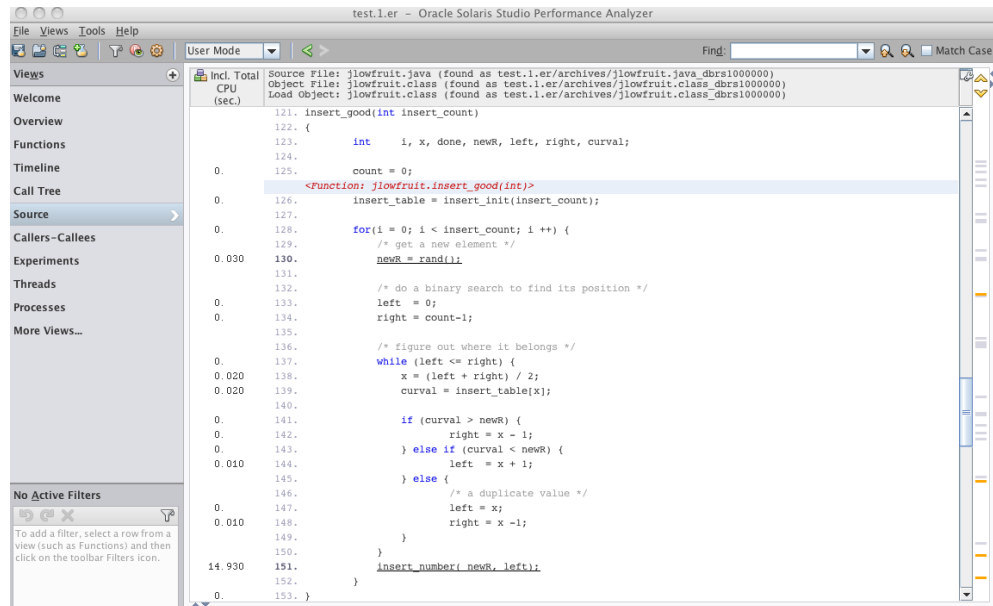 test.1.er – Oracle Solaris Studio Performance Analyzer
File Views Tools Help
User Mode
Find:
Match Case
Views
Welcome
Overview
Functions
Timeline
Call Tree
Source
Callers-Callees
Experiments
Threads
Processes
More Views...
No Active Filters
To add a filter, select a row from a
view (such as Functions) and then
click on the toolbar Filters icon.
Incl. Total
CPU
(sec.)
Source File: jlowfruit.java (found as test.1.er/archives/jlowfruit.java_dbrs1000000)
Object File: jlowfruit.class (found as test.1.er/archives/jlowfruit.class_dbrs1000000)
Load Object: jlowfruit.class (found as test.1.er/archives/jlowfruit.class_dbrs1000000)
121. insert_good(int insert_count)
122. {
123. int i, x, done, newR, left, right, curval;
124.
0. 125. count = 0;
<Function: jlowfruit.insert_good(int)>
0. 126. insert_table = insert_init(insert_count);
127.
0. 128. for(i = 0; i < insert_count; i ++) {
129. /* get a new element */
0.030 130. newR = rand();
131.
132. /* do a binary search to find its position */
0. 133. left = 0;
0. 134. right = count-1;
135.
136. /* figure out where it belongs */
0. 137. while (left <= right) {
0.020 138. x = (left + right) / 2;
0.020 139. curval = insert_table[x];
140.
0. 141. if (curval > newR) {
0. 142. right = x - 1;
0. 143. } else if (curval < newR) {
0.010 144. left = x + 1;
145. } else {
146. /* a duplicate value */
0. 147. left = x;
0.010 148. right = x -1;
149. }
150. }
14.930 151. insert_number( newR, left);
152. }
0. 153. }